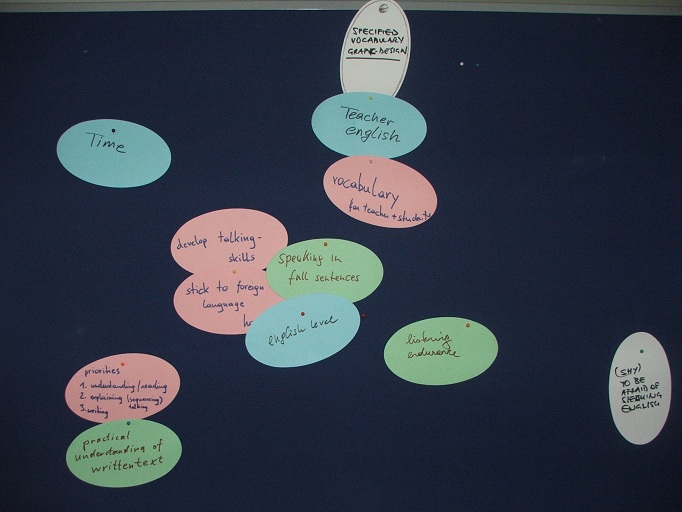 SPECIFIED
VOCABULARY
GRAPHIC-DESIGN
Teacher
english
Time
vocabulary
for teacher + students
develop talking-
skills
speaking in
full sentences
stick to foreign
language
english level
listening
endurance
priorities
1. understanding/reading
2. explaining (sequencing)
talking
3. writing
practical
understanding of
writtentext
(SHY)
TO BE
AFRAID OF
SPEAKING
ENGLISH